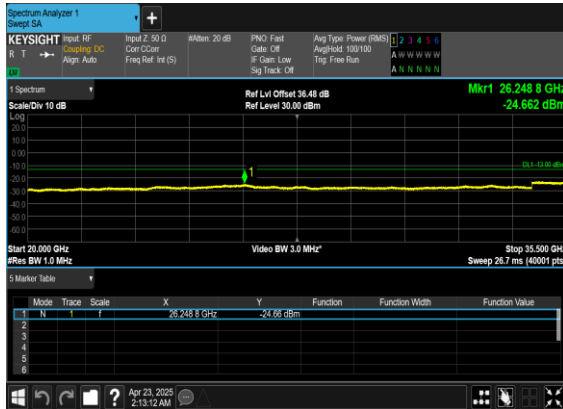 Spectrum Analyzer 1
Swept SA
+
KEYSIGHT
R T
LXI
Input: RF
Coupling: DC
Align: Auto
Input Z: 50 Ω
Corr CCorr
Freq Ref: Int (S)
#Atten: 20 dB
PNO: Fast
Gate: Off
IF Gain: Low
Sig Track: Off
Avg Type: Power (RMS)
Avg|Hold: 100/100
Trig: Free Run
1 2 3 4 5 6
A W W W W W
A N N N N N
1 Spectrum
Scale/Div 10 dB
Ref Lvl Offset 36.48 dB
Ref Level 30.00 dBm
Mkr1 26.248 8 GHz
-24.662 dBm
Log
20.0
10.0
0.00
-10.0
-20.0
-30.0
-40.0
-50.0
-60.0
1
DL1 -13.00 dBm
Start 20.000 GHz
#Res BW 1.0 MHz
Video BW 3.0 MHz*
Stop 35.500 GHz
Sweep 26.7 ms (40001 pts)
5 Marker Table
Mode Trace Scale X Y Function Function Width Function Value
1 N 1 f 26.248 8 GHz -24.66 dBm
2
3
4
5
6
?
Apr 23, 2025
2:13:12 AM